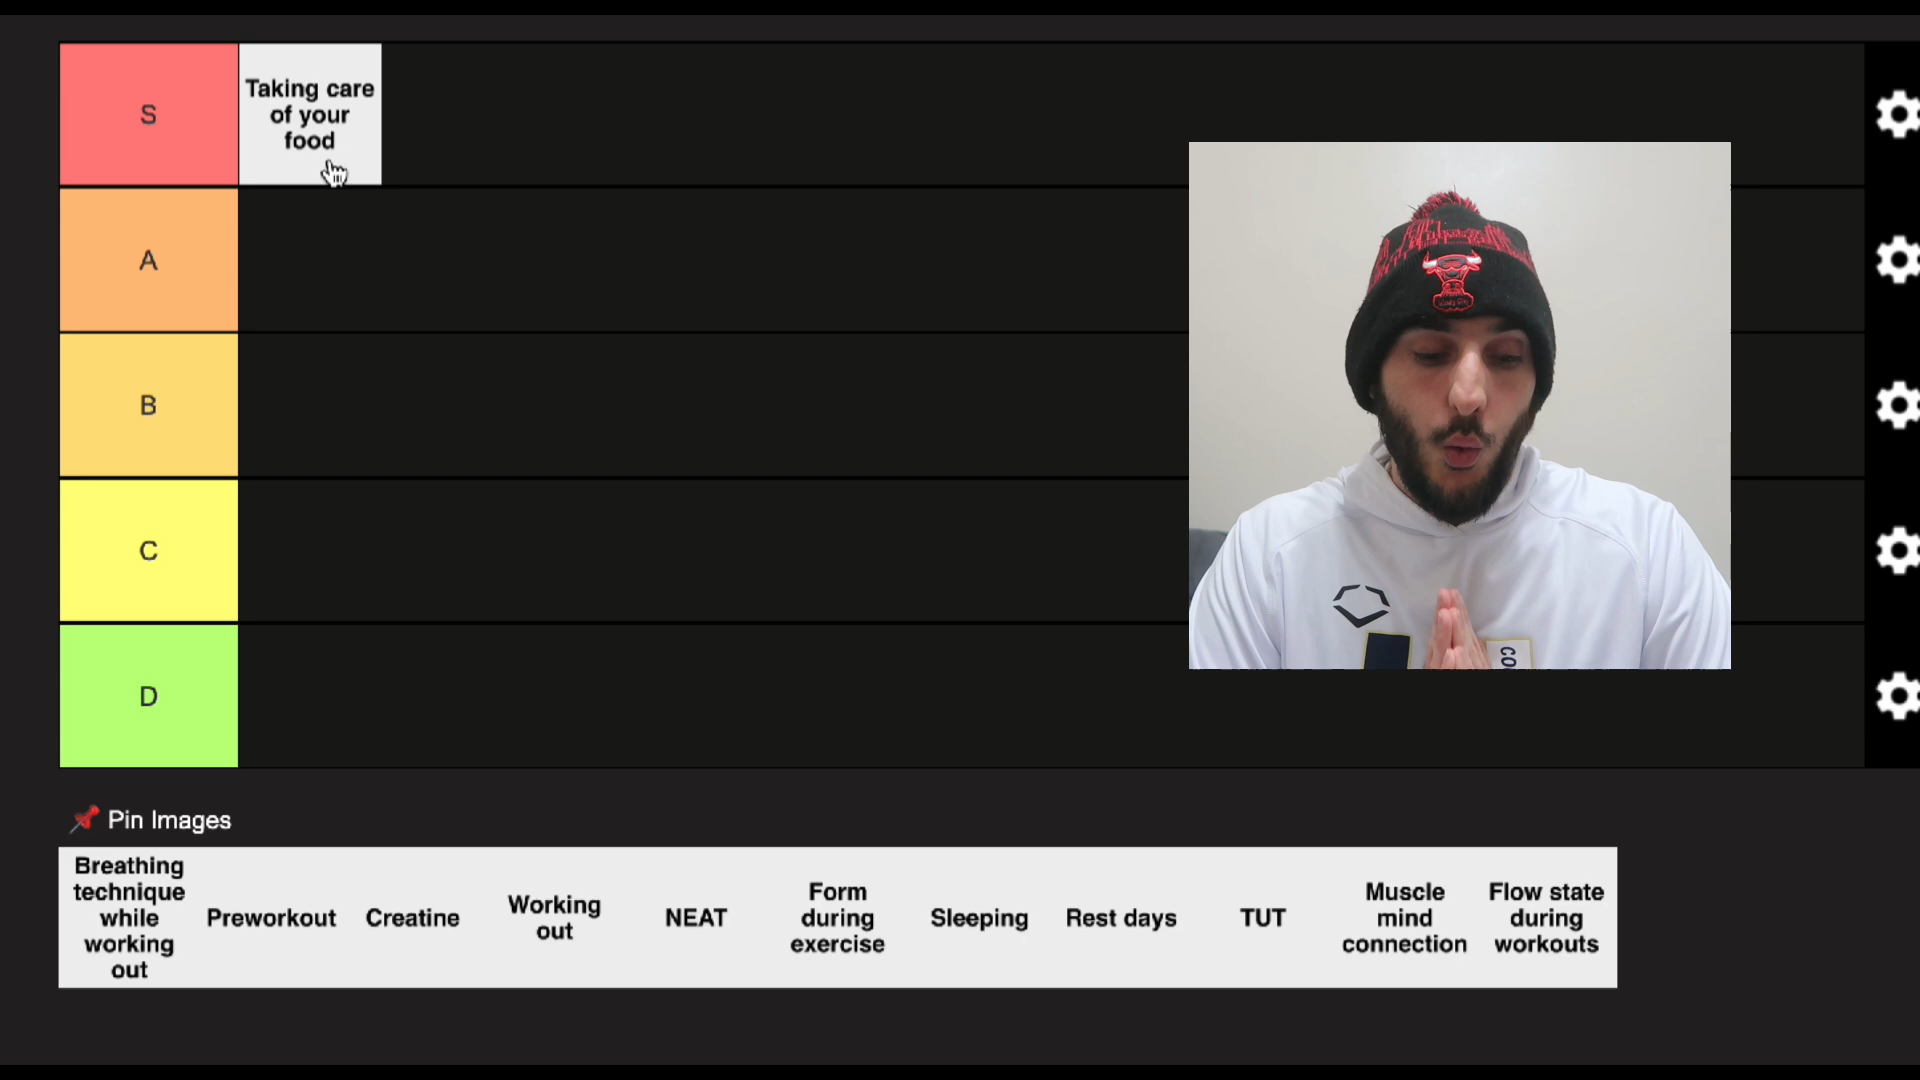 S
Taking care
of your
food
A
B
C
D
Pin Images
Breathing
technique
while
working
out
Preworkout
Creatine
Working
out
NEAT
Form
during
exercise
Sleeping
Rest days
TUT
Muscle
mind
connection
Flow state
during
workouts